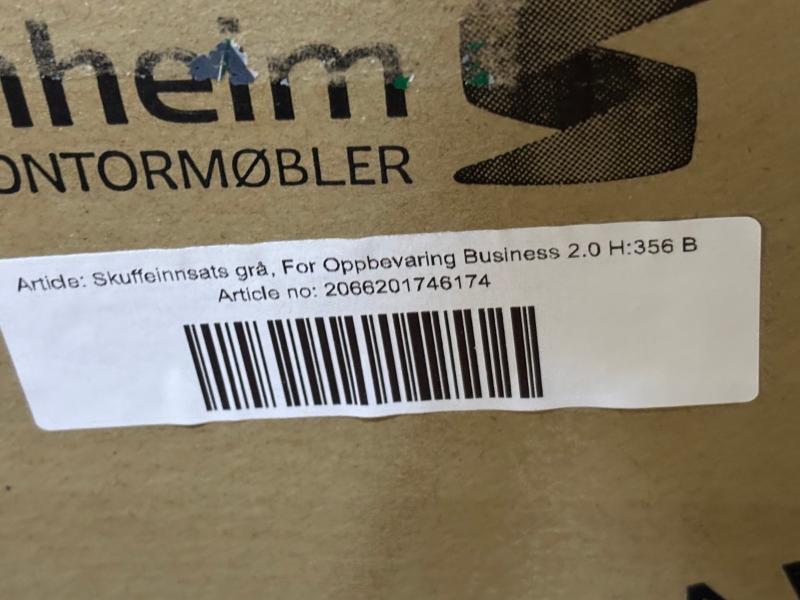 nheim
ONTORMØBLER
Article: Skuffeinnsats grå, For Oppbevaring Business 2.0 H:356 B
Article no: 2066201746174